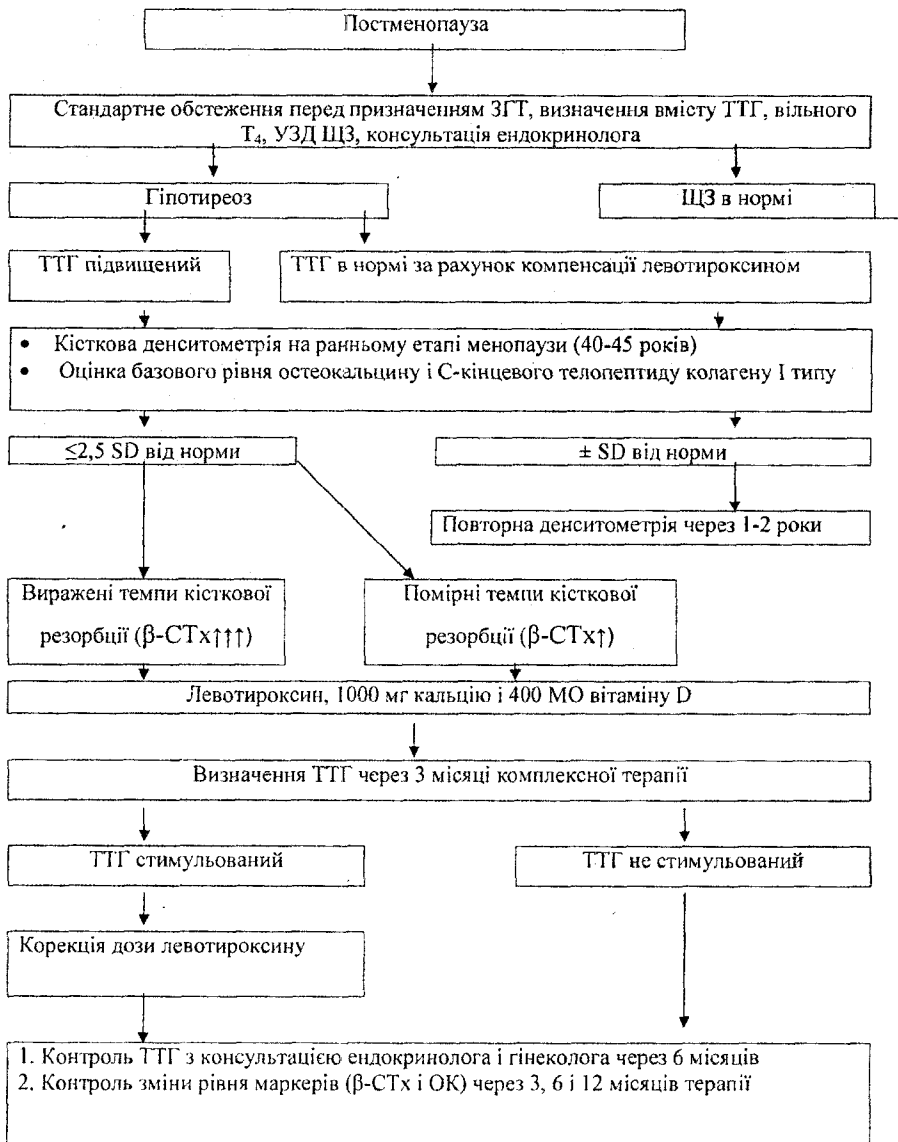 Постменопауза
Стандартне обстеження перед призначенням ЗГТ, визначення вмісту ТТГ, вільного
Т₄, УЗД ЩЗ, консультація ендокринолога
Гіпотиреоз
ЩЗ в нормі
ТТГ підвищений
ТТГ в нормі за рахунок компенсації левотироксином
• Кісткова денситометрія на ранньому етапі менопаузи (40-45 років)
• Оцінка базового рівня остеокальцину і С-кінцевого телопептиду колагену І типу
≤2,5 SD від норми
± SD від норми
Повторна денситометрія через 1-2 роки
Виражені темпи кісткової
резорбції (β-СТх↑↑↑)
Помірні темпи кісткової
резорбції (β-СТх↑)
Левотироксин, 1000 мг кальцію і 400 МО вітаміну D
Визначення ТТГ через 3 місяці комплексної терапії
ТТГ стимульований
ТТГ не стимульований
Корекція дози левотироксину
1. Контроль ТТГ з консультацією ендокринолога і гінеколога через 6 місяців
2. Контроль зміни рівня маркерів (β-СТх і ОК) через 3, 6 і 12 місяців терапії